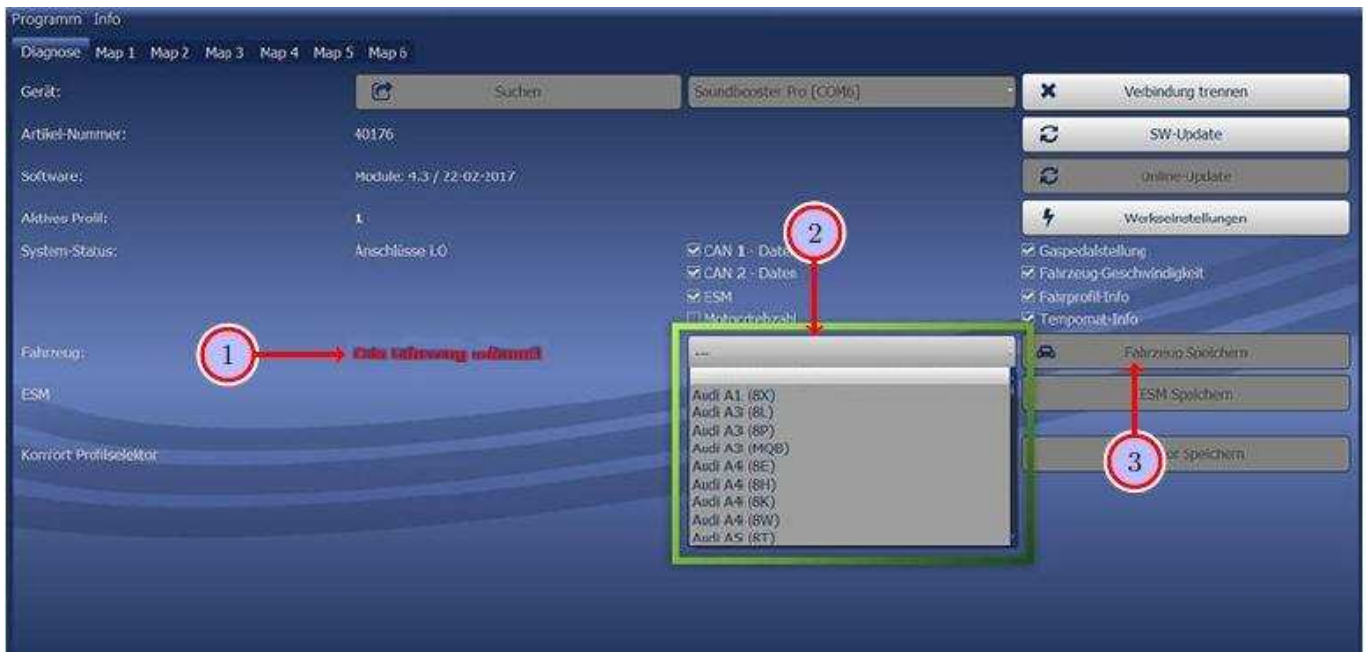 Programm Info
Diagnose Map 1 Map 2 Map 3 Map 4 Map 5 Map 6
Gerät: Suchen Soundbooster Pro [COM6] Verbindung trennen
Artikel-Nummer: 40176 SW-Update
Software: Module: 4.3 / 22-02-2017 Online-Update
Aktives Profil: 1 Werkseinstellungen
2
System-Status: Anschlüsse i.O CAN 1 - Daten Gaspedalstellung
CAN 2 - Daten Fahrzeug-Geschwindigkeit
ESM Fahrprofil-Info
Motordrehzahl Tempomat-Info
Fahrzeug: 1 --- Fahrzeug Speichern
ESM ESM Speichern
Audi A1 (8X)
Audi A3 (8L)
Audi A3 (8P)
Audi A3 (MQB)
Komfort Profilselektor 3 Speichern
Audi A4 (8E)
Audi A4 (8H)
Audi A4 (8K)
Audi A4 (8W)
Audi A5 (8T)